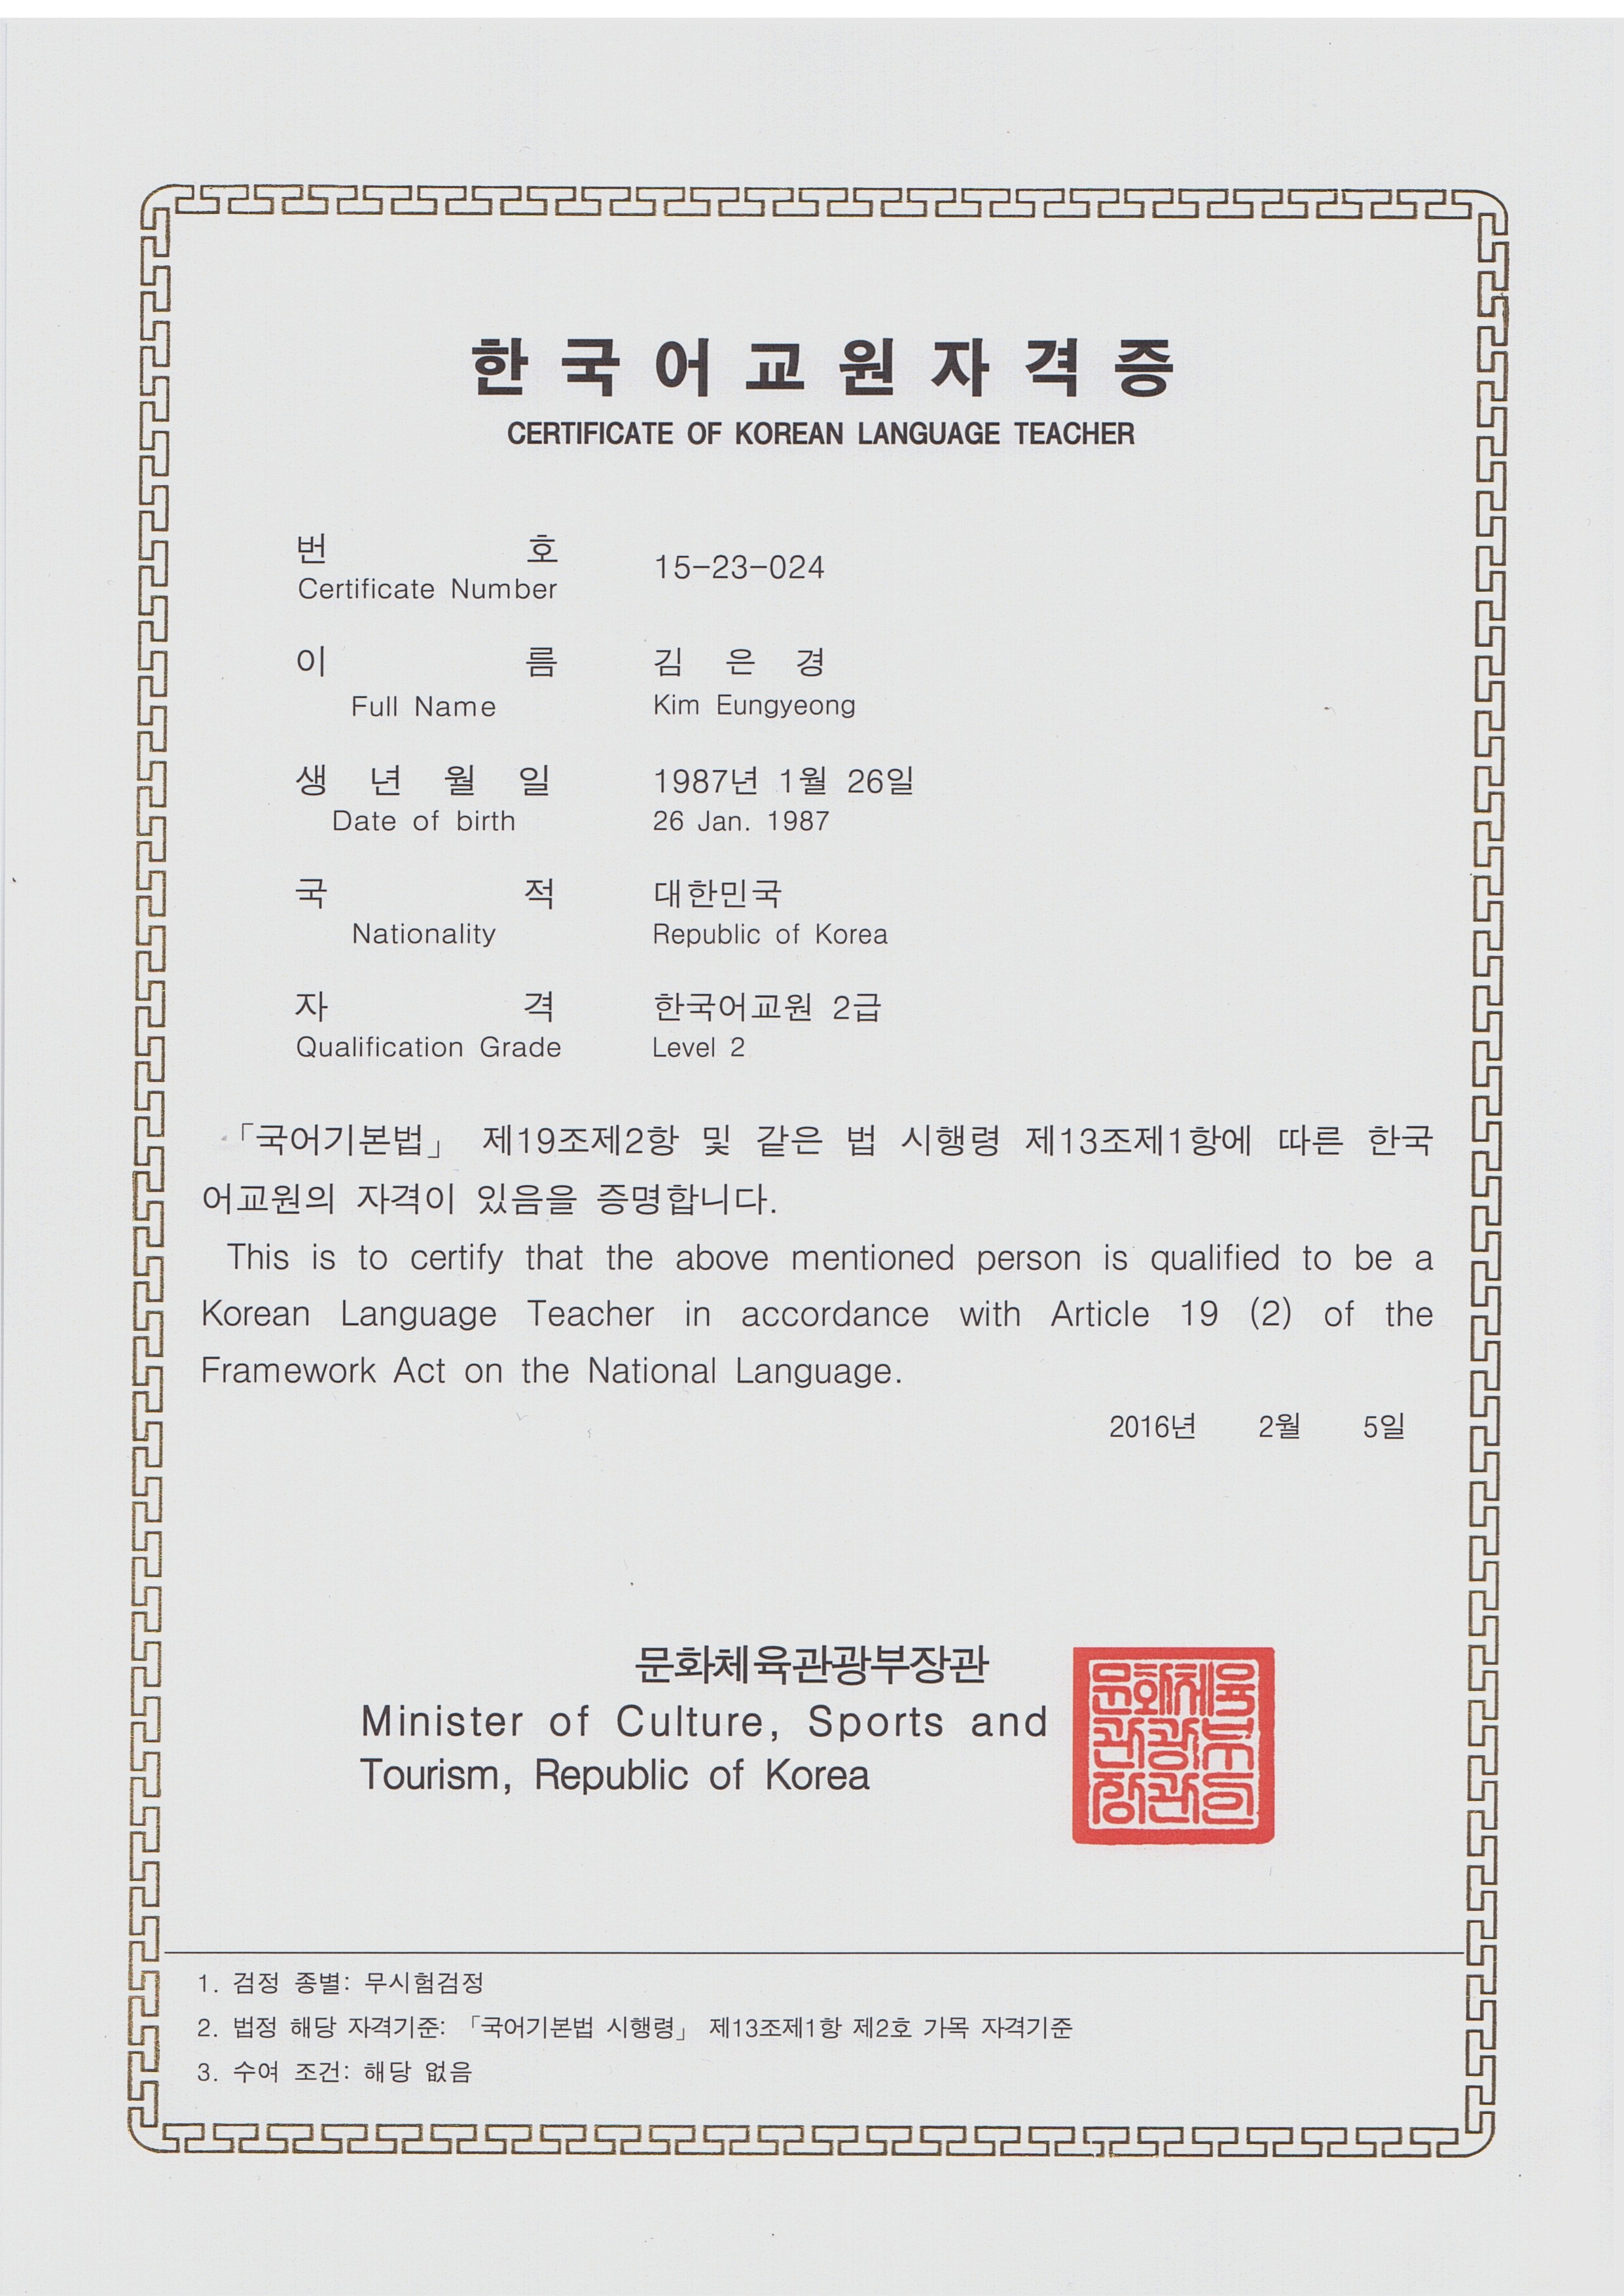 한국어교원자격증
CERTIFICATE OF KOREAN LANGUAGE TEACHER
번 호 15-23-024
Certificate Number
이 름 김 은 경
Full Name Kim Eungyeong
생 년 월 일 1987년 1월 26일
Date of birth 26 Jan. 1987
국 적 대한민국
Nationality Republic of Korea
자 격 한국어교원 2급
Qualification Grade Level 2
「국어기본법」 제19조제2항 및 같은 법 시행령 제13조제1항에 따른 한국
어교원의 자격이 있음을 증명합니다.
This is to certify that the above mentioned person is qualified to be a
Korean Language Teacher in accordance with Article 19 (2) of the
Framework Act on the National Language.
2016년 2월 5일
문화체육관광부장관
Minister of Culture, Sports and
Tourism, Republic of Korea
문화체육
관광부
장관인
1. 검정 종별: 무시험검정
2. 법정 해당 자격기준: 「국어기본법 시행령」 제13조제1항 제2호 가목 자격기준
3. 수여 조건: 해당 없음